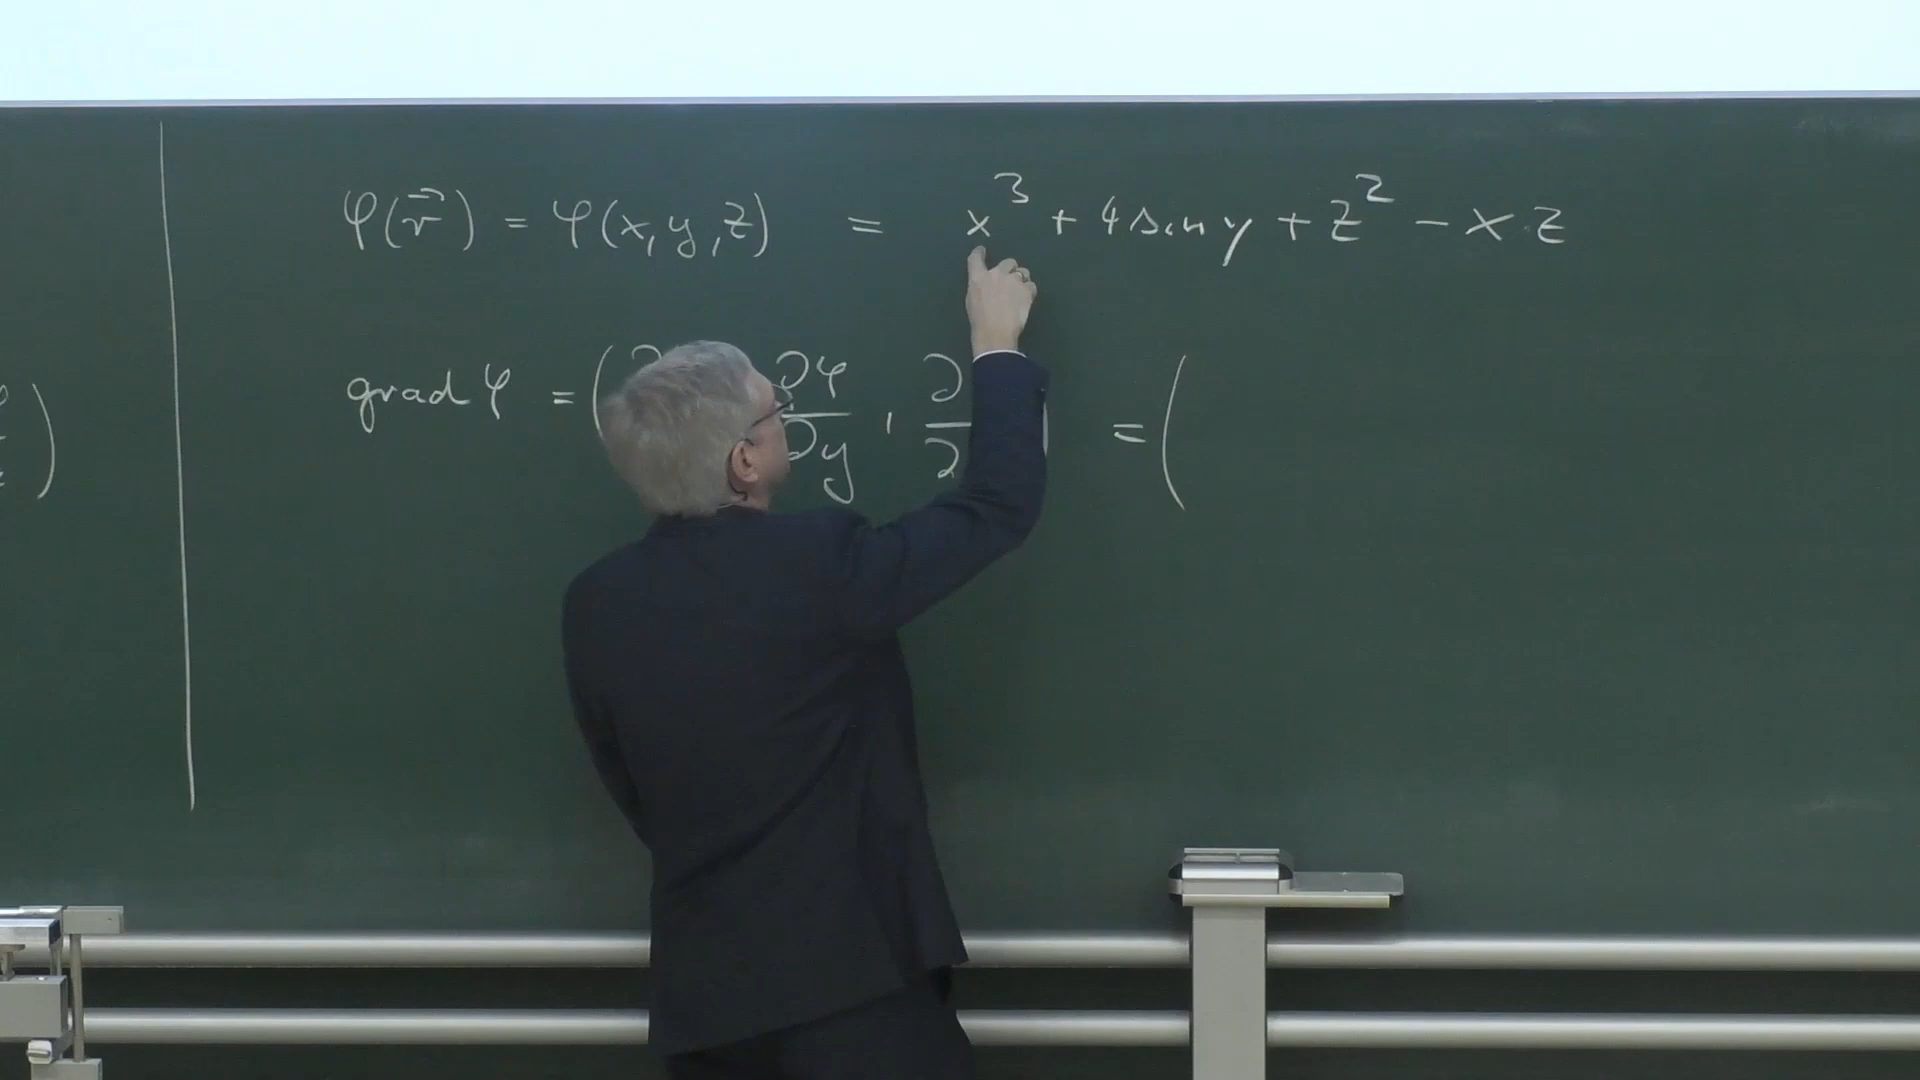 φ(r⃗) = φ(x, y, z) = x³ + 4 sin y + z² − x·z
grad φ = (∂ ∂φ/∂y , ∂/∂ = (
)